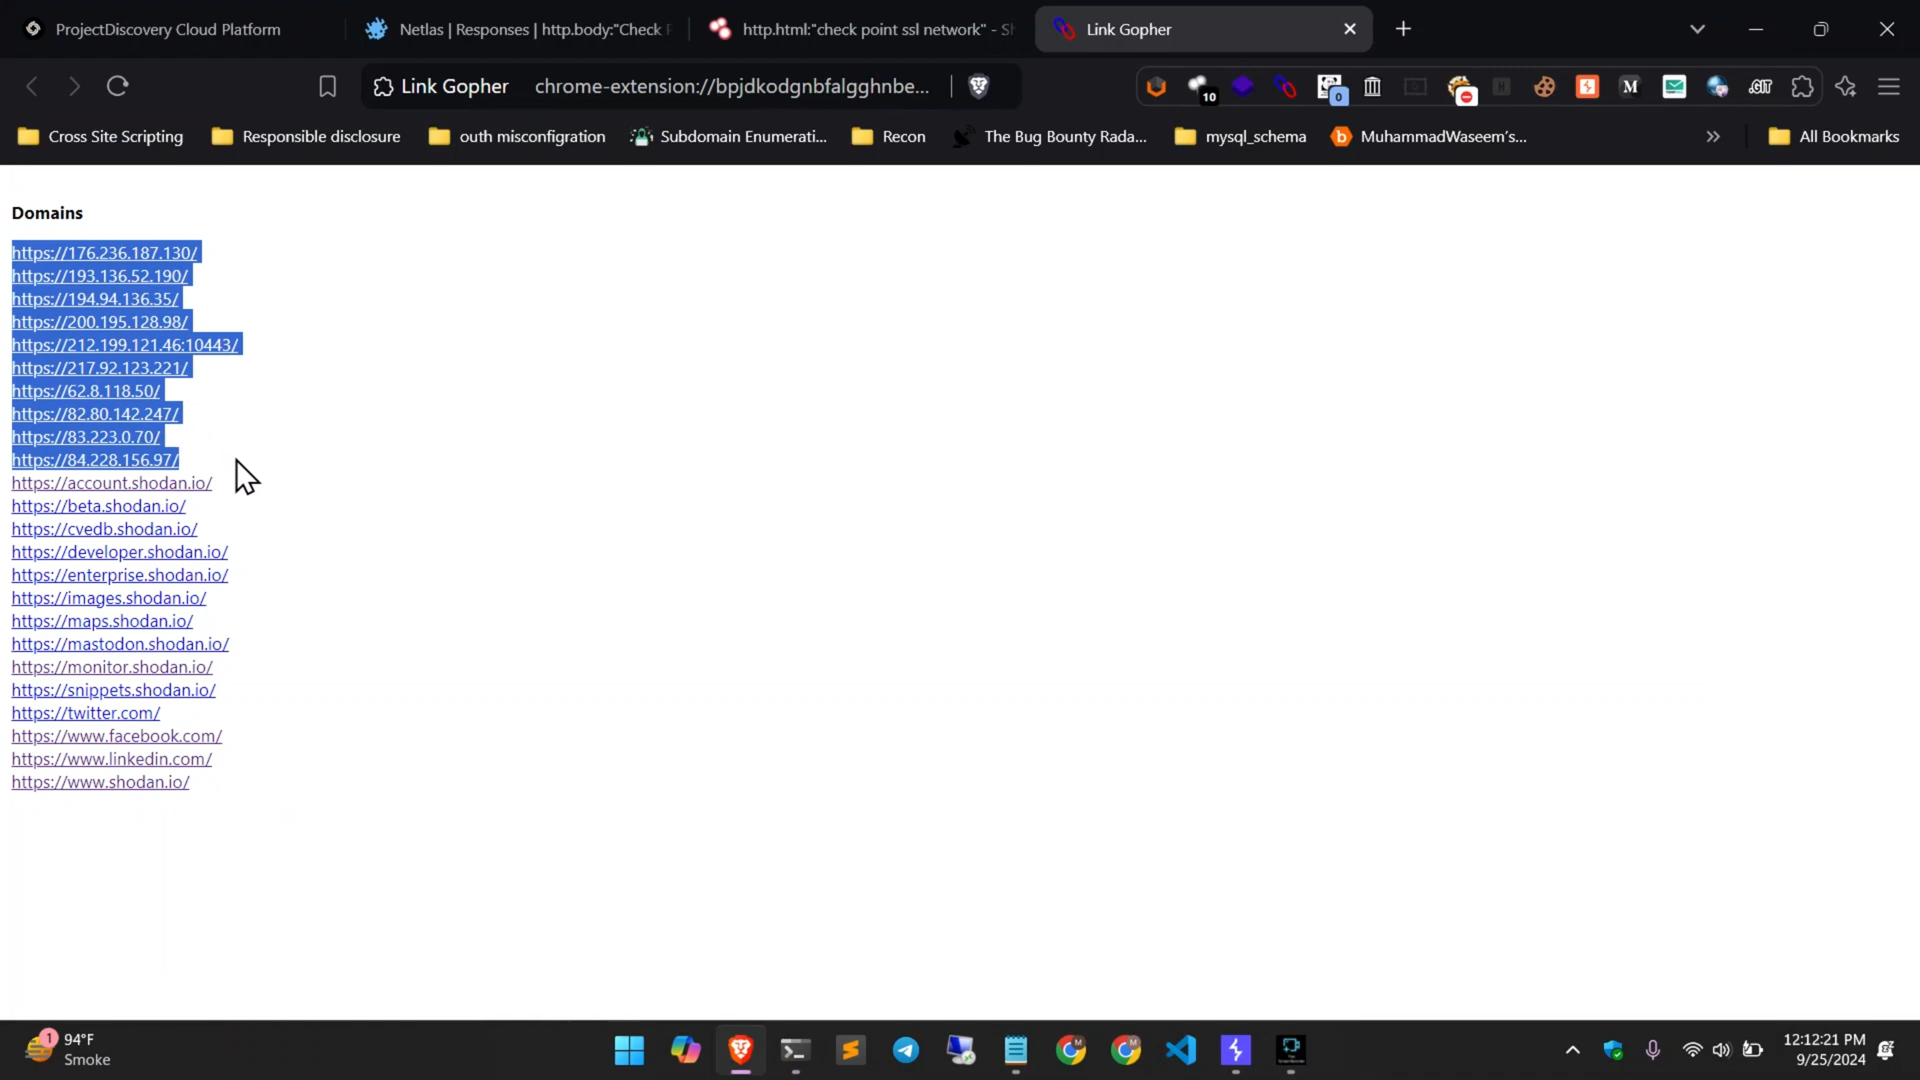 ProjectDiscovery Cloud Platform
Netlas | Responses | http.body:"Check P
http.html:"check point ssl network" - Sh
Link Gopher
Link Gopher
chrome-extension://bpjdkodgnbfalgghnbe...
10
0
M
.GIT
Cross Site Scripting
Responsible disclosure
outh misconfigration
Subdomain Enumerati...
Recon
The Bug Bounty Rada...
mysql_schema
MuhammadWaseem's...
»
All Bookmarks
Domains
https://176.236.187.130/
https://193.136.52.190/
https://194.94.136.35/
https://200.195.128.98/
https://212.199.121.46:10443/
https://217.92.123.221/
https://62.8.118.50/
https://82.80.142.247/
https://83.223.0.70/
https://84.228.156.97/
https://account.shodan.io/
https://beta.shodan.io/
https://cvedb.shodan.io/
https://developer.shodan.io/
https://enterprise.shodan.io/
https://images.shodan.io/
https://maps.shodan.io/
https://mastodon.shodan.io/
https://monitor.shodan.io/
https://snippets.shodan.io/
https://twitter.com/
https://www.facebook.com/
https://www.linkedin.com/
https://www.shodan.io/
1
94°F
Smoke
12:12:21 PM
9/25/2024